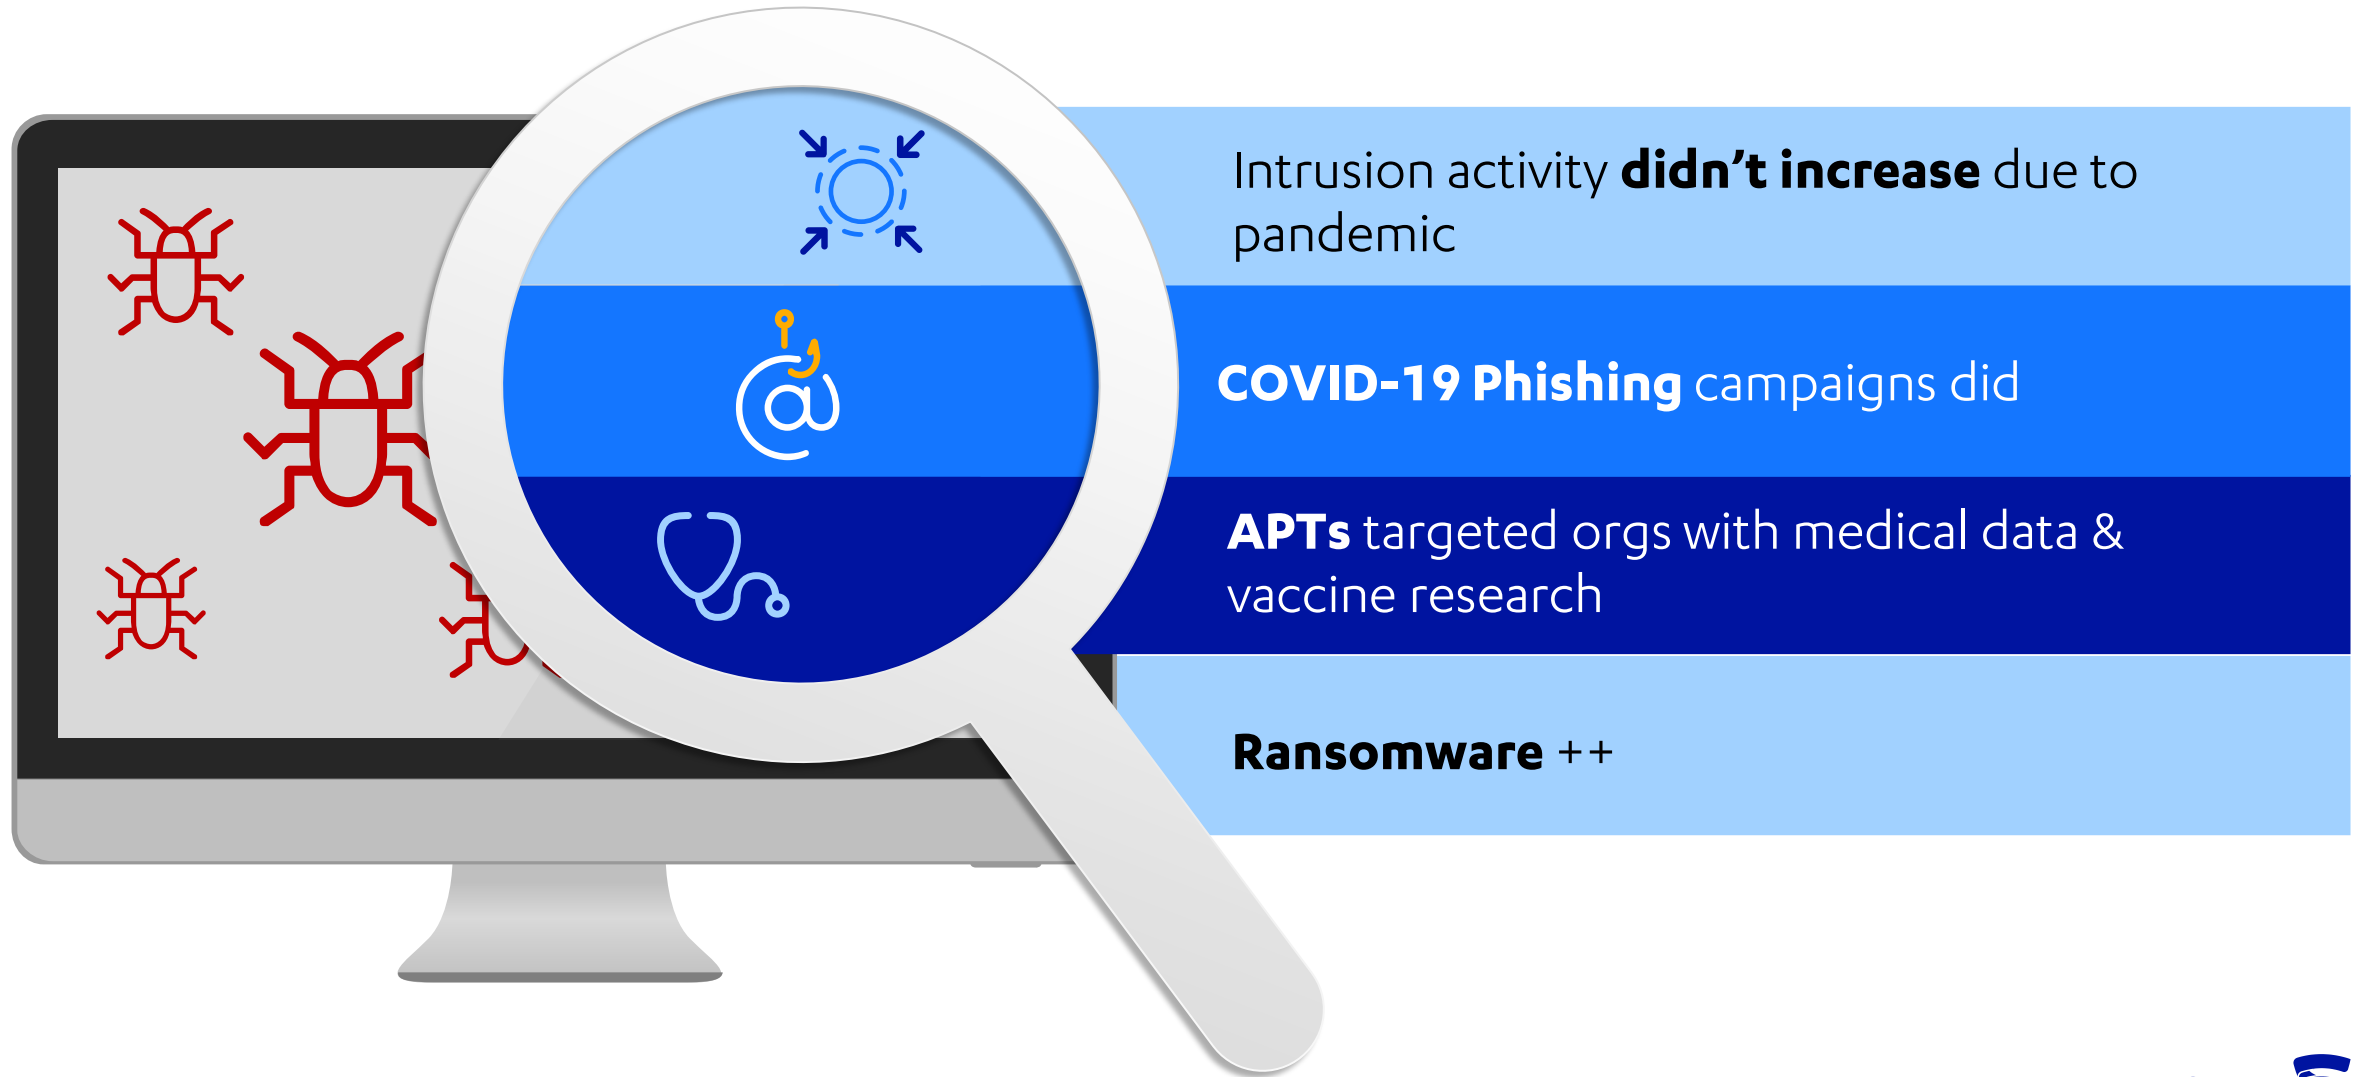 Intrusion activity didn’t increase due to
pandemic
COVID-19 Phishing campaigns did
APTs targeted orgs with medical data &
vaccine research
Ransomware ++